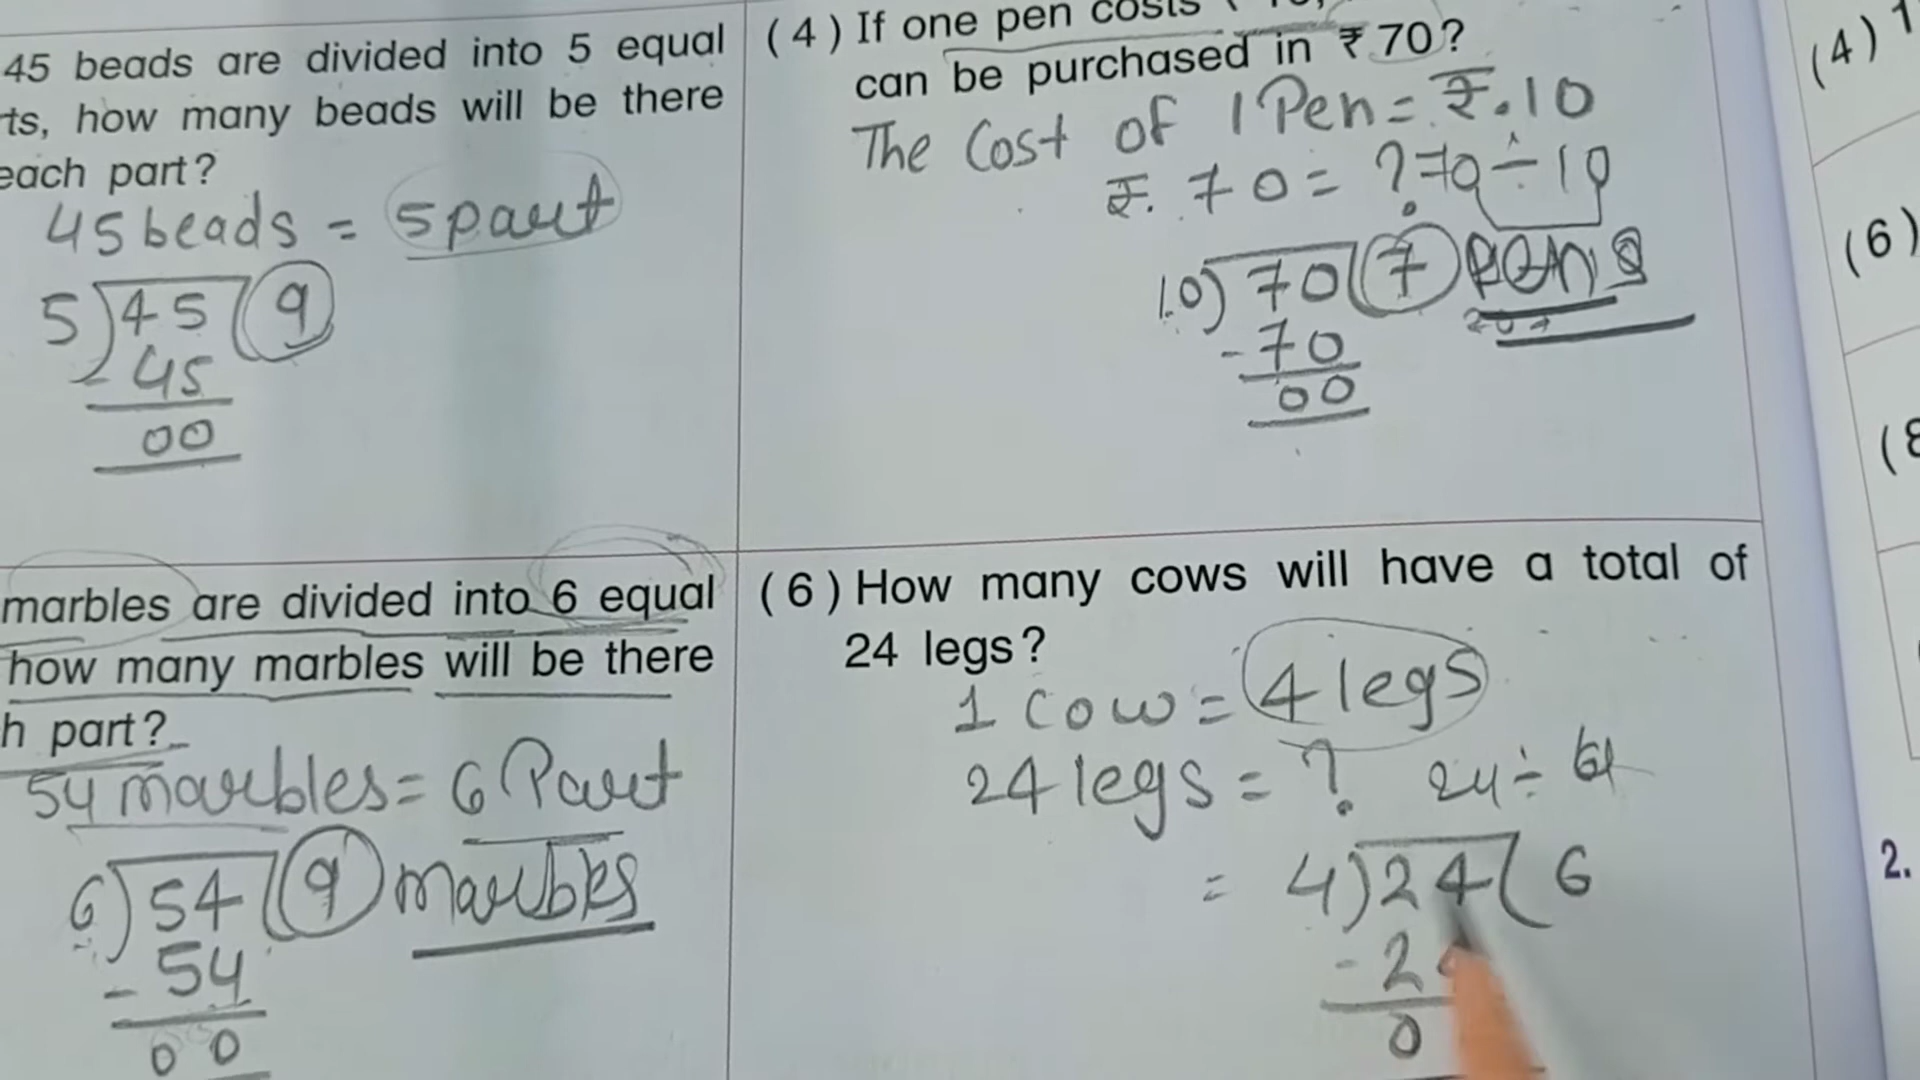 45 beads are divided into 5 equal
ts, how many beads will be there
each part?
45 beads = 5 part
5)45(9
- 45
00
(4) If one pen costs
can be purchased in ₹70?
The Cost of 1 Pen = ₹.10
₹. 70 = ? 70 ÷ 10
10)70(7 Pens
- 70
00
marbles are divided into 6 equal
how many marbles will be there
h part?
54 marbles = 6 Part
6)54(9 marbles
- 54
00
(6) How many cows will have a total of
24 legs?
1 Cow = 4 legs
24 legs = ? 24 ÷
= 4)24(6
- 2
0
(4)
(6)
(8
2.